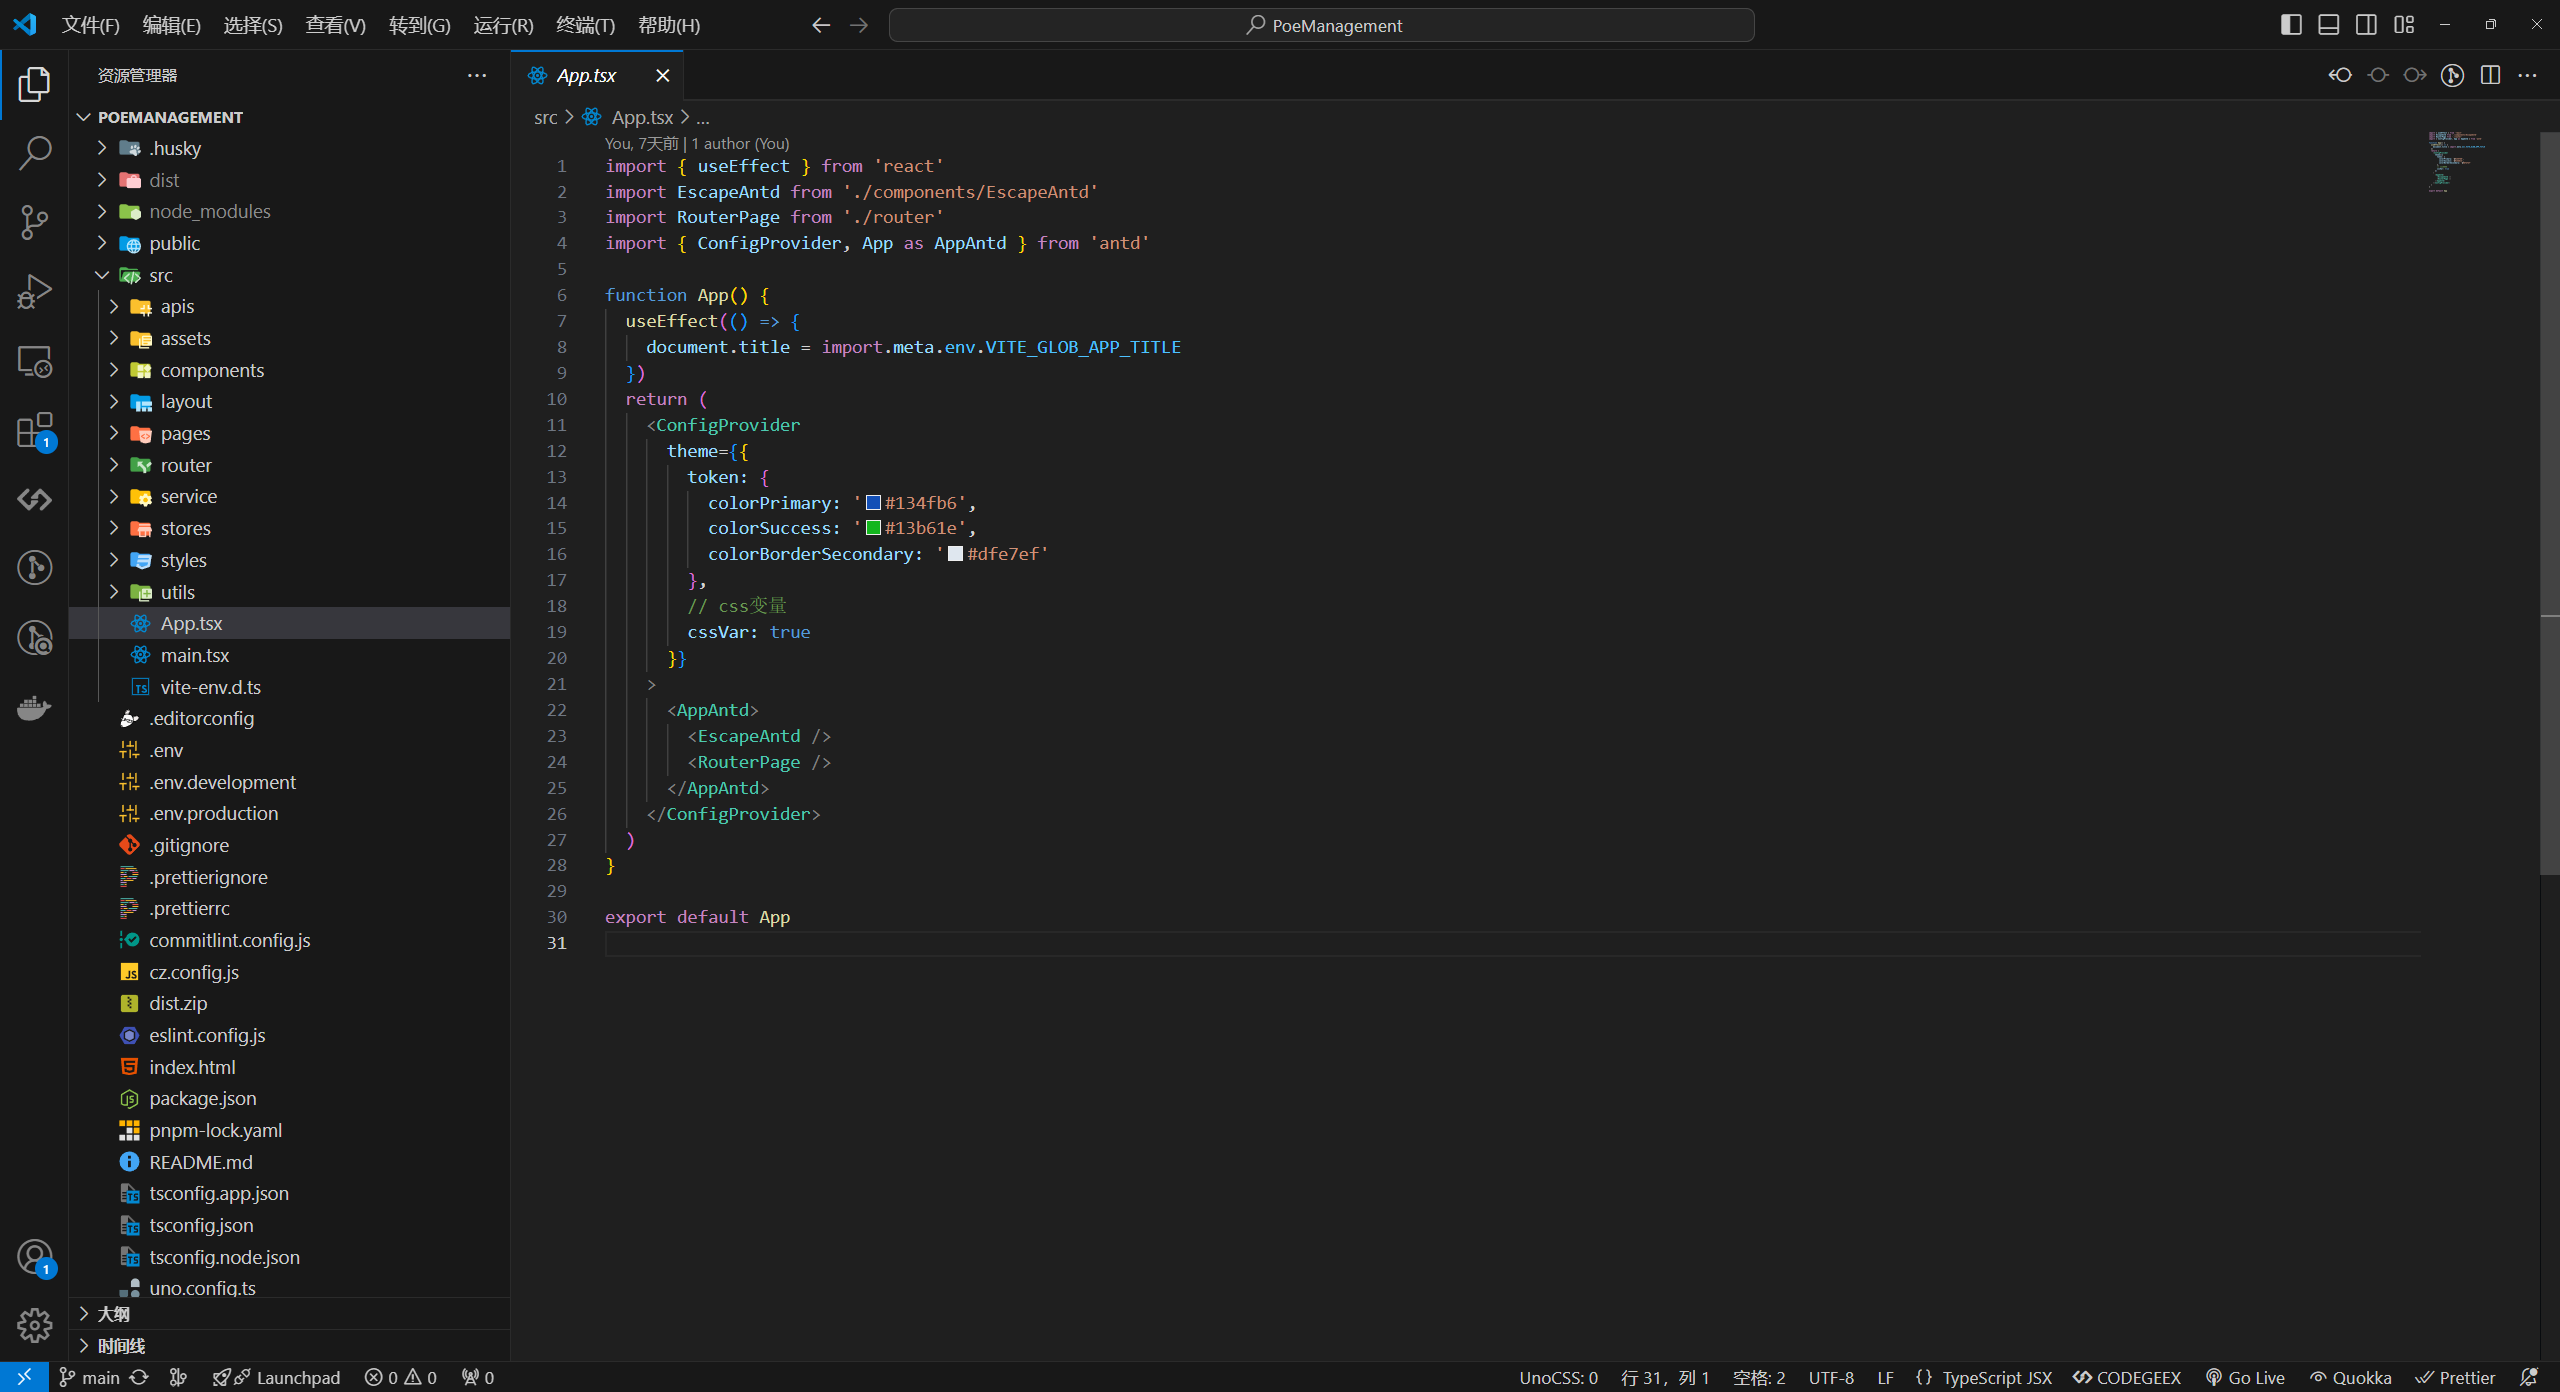 文件(F) 编辑(E) 选择(S) 查看(V) 转到(G) 运行(R) 终端(T) 帮助(H) PoeManagement
资源管理器
POEMANAGEMENT
.husky
dist
node_modules
public
src
apis
assets
components
layout
pages
router
service
stores
styles
utils
App.tsx
main.tsx
vite-env.d.ts
.editorconfig
.env
.env.development
.env.production
.gitignore
.prettierignore
.prettierrc
commitlint.config.js
cz.config.js
dist.zip
eslint.config.js
index.html
package.json
pnpm-lock.yaml
README.md
tsconfig.app.json
tsconfig.json
tsconfig.node.json
uno.config.ts
大纲
时间线
1
1
App.tsx
src > App.tsx > ...
You, 7天前 | 1 author (You)
1 import { useEffect } from 'react'
2 import EscapeAntd from './components/EscapeAntd'
3 import RouterPage from './router'
4 import { ConfigProvider, App as AppAntd } from 'antd'
5
6 function App() {
7 useEffect(() => {
8 document.title = import.meta.env.VITE_GLOB_APP_TITLE
9 })
10 return (
11 <ConfigProvider
12 theme={{
13 token: {
14 colorPrimary: '#134fb6',
15 colorSuccess: '#13b61e',
16 colorBorderSecondary: '#dfe7ef'
17 },
18 // css变量
19 cssVar: true
20 }}
21 >
22 <AppAntd>
23 <EscapeAntd />
24 <RouterPage />
25 </AppAntd>
26 </ConfigProvider>
27 )
28 }
29
30 export default App
31
main Launchpad 0 0 0 UnoCSS: 0 行 31, 列 1 空格: 2 UTF-8 LF {} TypeScript JSX CODEGEEX Go Live Quokka Prettier